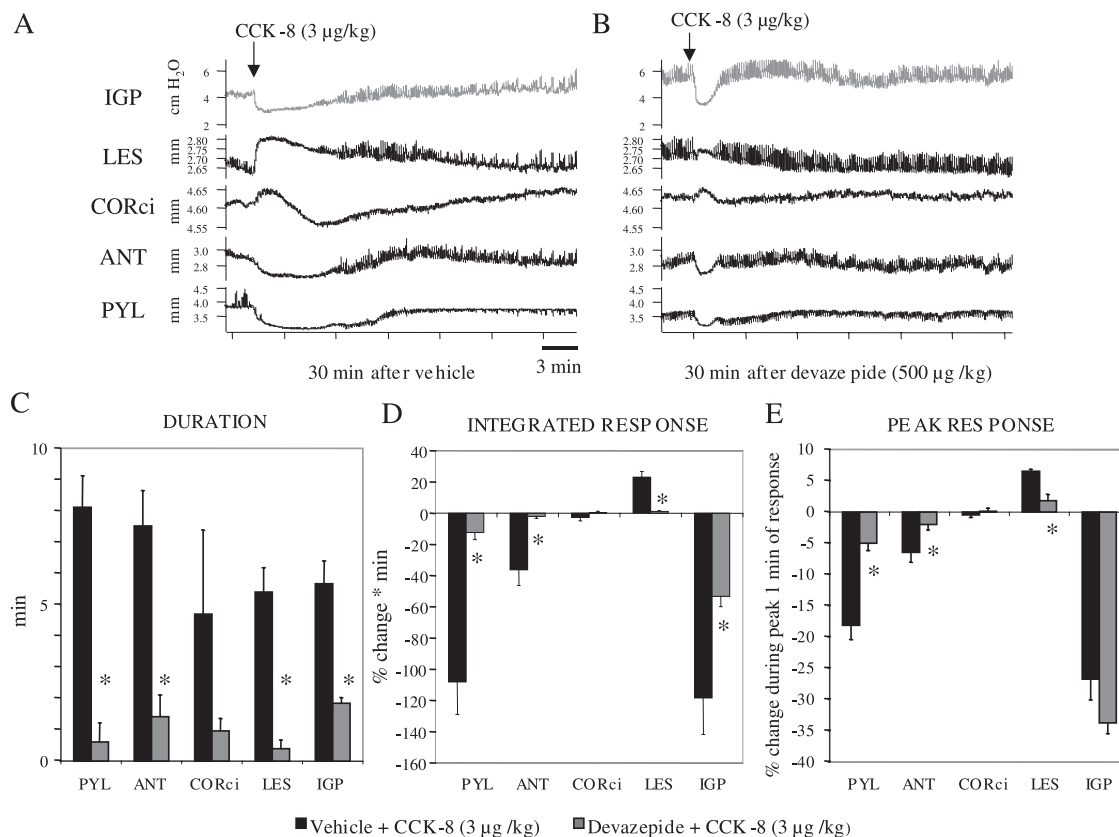 A
CCK-8 (3 µg/kg)
B
CCK-8 (3 µg/kg)
IGP
cm H2O
6
4
2
6
4
2
LES
mm
2.80
2.75
2.70
2.65
2.80
2.75
2.70
2.65
CORci
mm
4.65
4.60
4.55
4.65
4.60
4.55
ANT
mm
3.0
2.8
3.0
2.8
PYL
mm
4.5
4.0
3.5
4.5
4.0
3.5
30 min after vehicle
3 min
30 min after devaze pide (500 µg /kg)
C
DURATION
min
10
5
0
* * * *
PYL ANT CORci LES IGP
D
INTEGRATED RESPONSE
% change * min
40
20
0
-20
-40
-60
-80
-100
-120
-140
-160
* * * *
PYL ANT CORci LES IGP
E
PEAK RES PONSE
% change during peak 1 min of response
10
5
0
-5
-10
-15
-20
-25
-30
-35
-40
* * *
PYL ANT CORci LES IGP
Vehicle + CCK-8 (3 µg /kg) Devazepide + CCK-8 (3 µg /kg)